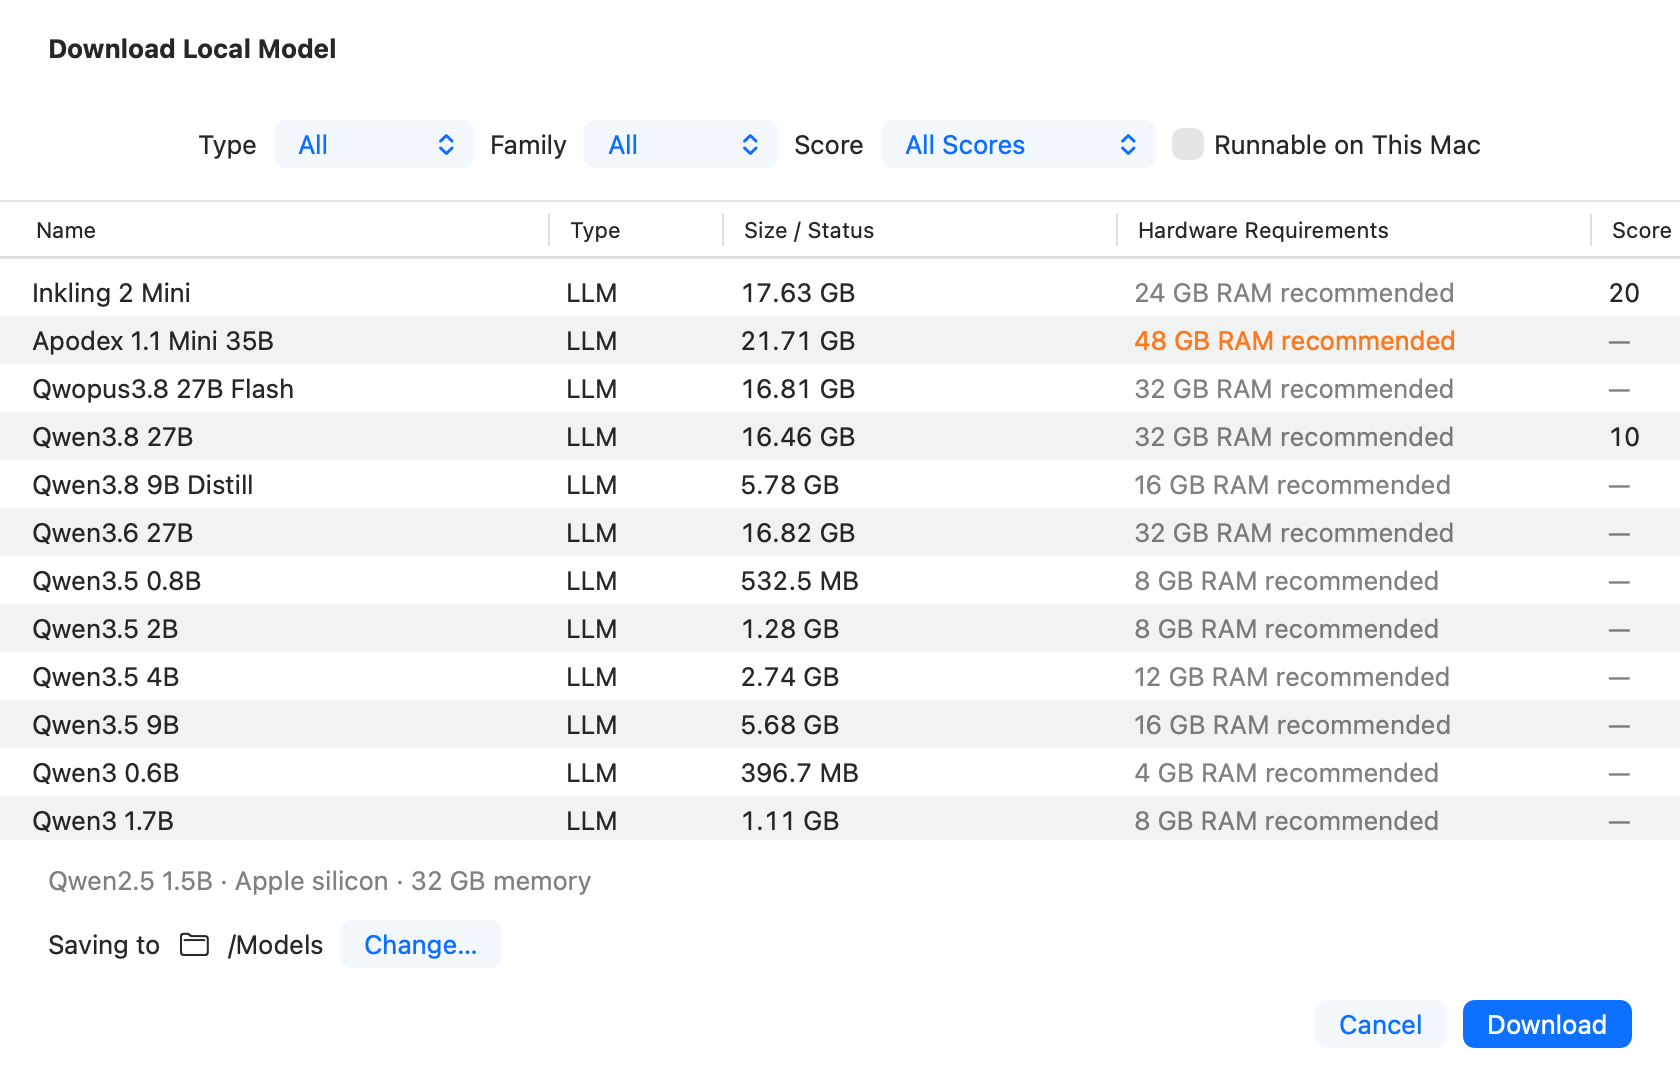 Download Local Model
Type All Family All Score All Scores Runnable on This Mac
Name Type Size / Status Hardware Requirements Score
Inkling 2 Mini LLM 17.63 GB 24 GB RAM recommended 20
Apodex 1.1 Mini 35B LLM 21.71 GB 48 GB RAM recommended —
Qwopus3.8 27B Flash LLM 16.81 GB 32 GB RAM recommended —
Qwen3.8 27B LLM 16.46 GB 32 GB RAM recommended 10
Qwen3.8 9B Distill LLM 5.78 GB 16 GB RAM recommended —
Qwen3.6 27B LLM 16.82 GB 32 GB RAM recommended —
Qwen3.5 0.8B LLM 532.5 MB 8 GB RAM recommended —
Qwen3.5 2B LLM 1.28 GB 8 GB RAM recommended —
Qwen3.5 4B LLM 2.74 GB 12 GB RAM recommended —
Qwen3.5 9B LLM 5.68 GB 16 GB RAM recommended —
Qwen3 0.6B LLM 396.7 MB 4 GB RAM recommended —
Qwen3 1.7B LLM 1.11 GB 8 GB RAM recommended —
Qwen2.5 1.5B · Apple silicon · 32 GB memory
Saving to /Models Change...
Cancel Download